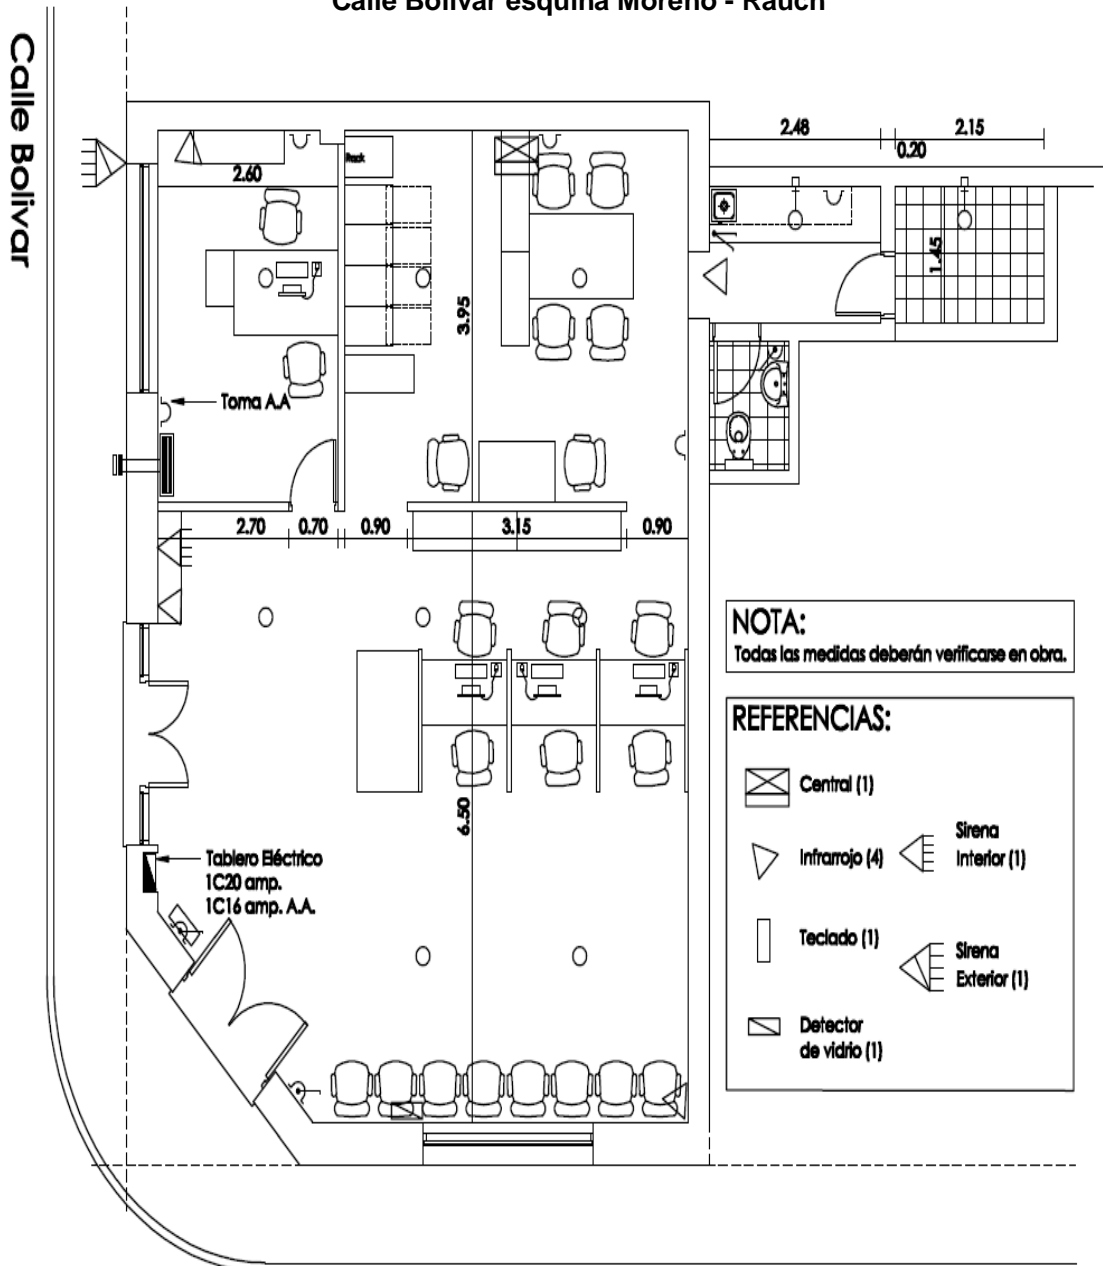 Calle Bolivar esquina Moreno - Rauch
Calle Bolivar
2.48
2.15
0.20
Rack
2.60
1.45
3.95
Toma A.A
2.70
0.70
0.90
3.15
0.90
NOTA:
Todas las medidas deberán verificarse en obra.
REFERENCIAS:
Central (1)
Infrarrojo (4)
Sirena
Interior (1)
Teclado (1)
Sirena
Exterior (1)
Detector
de vidrio (1)
6.50
Tablero Eléctrico
1C20 amp.
1C16 amp. A.A.